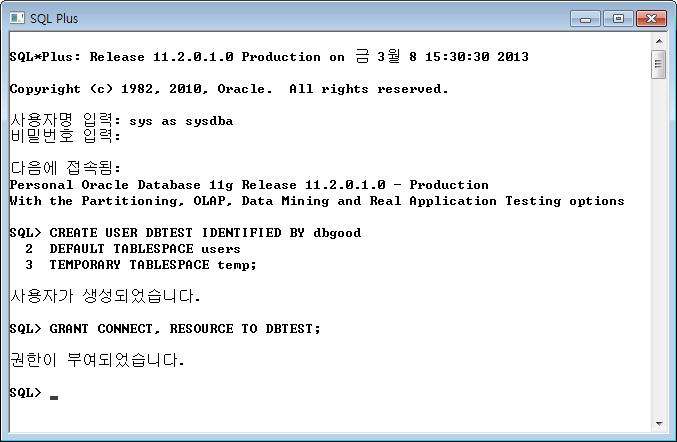 SQL Plus
SQL*Plus: Release 11.2.0.1.0 Production on 금 3월 8 15:30:30 2013
Copyright (c) 1982, 2010, Oracle.  All rights reserved.
사용자명 입력: sys as sysdba
비밀번호 입력:
다음에 접속됨:
Personal Oracle Database 11g Release 11.2.0.1.0 - Production
With the Partitioning, OLAP, Data Mining and Real Application Testing options
SQL> CREATE USER DBTEST IDENTIFIED BY dbgood
  2  DEFAULT TABLESPACE users
  3  TEMPORARY TABLESPACE temp;
사용자가 생성되었습니다.
SQL> GRANT CONNECT, RESOURCE TO DBTEST;
권한이 부여되었습니다.
SQL> _